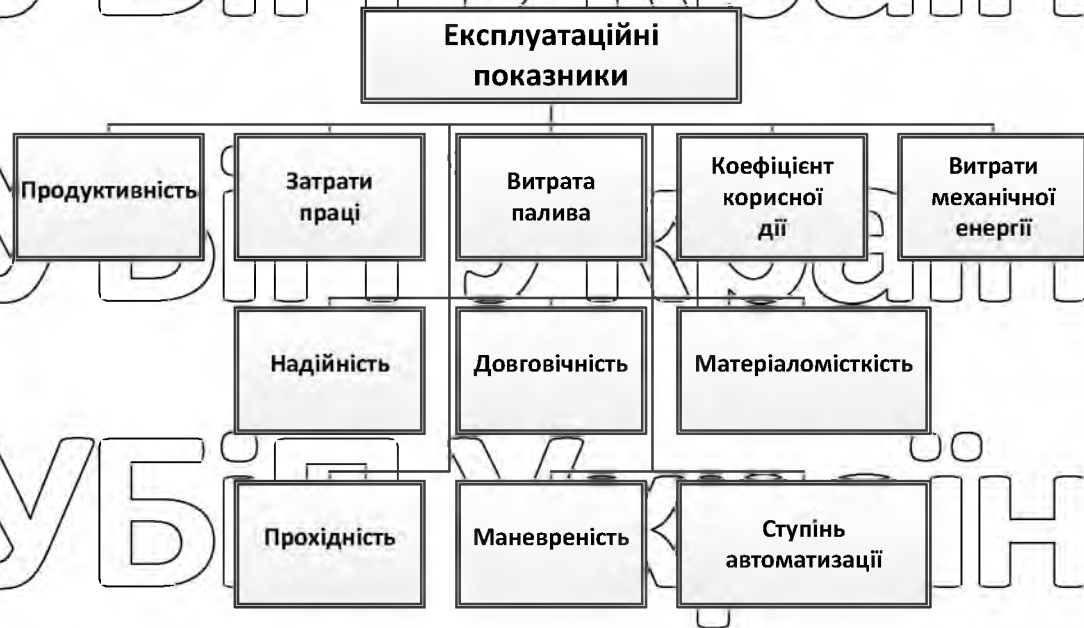 Експлуатаційні
показники
Продуктивність
Затрати
праці
Витрата
палива
Коефіцієнт
корисної
дії
Витрати
механічної
енергії
Надійність
Довговічність
Матеріаломісткість
Прохідність
Маневреність
Ступінь
автоматизації